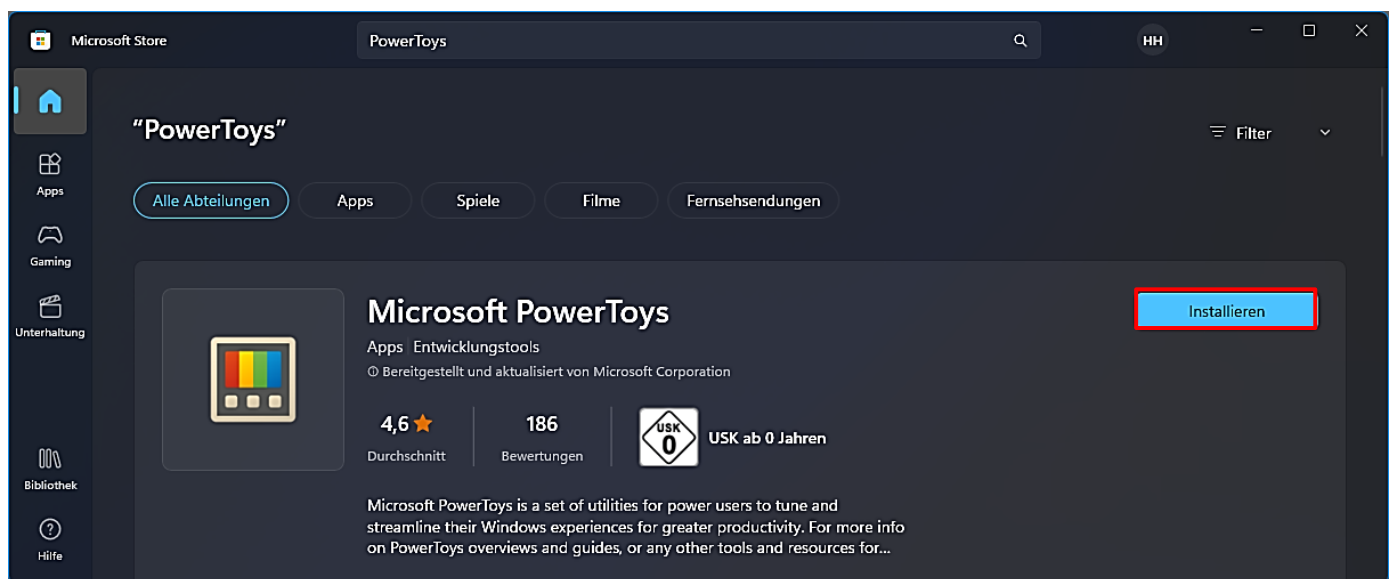 Microsoft Store
PowerToys
HH
"PowerToys"
Filter
Apps
Gaming
Unterhaltung
Bibliothek
Hilfe
Alle Abteilungen
Apps
Spiele
Filme
Fernsehsendungen
Microsoft PowerToys
Installieren
Apps Entwicklungstools
Bereitgestellt und aktualisiert von Microsoft Corporation
4,6
Durchschnitt
186
Bewertungen
USK
0
USK ab 0 Jahren
Microsoft PowerToys is a set of utilities for power users to tune and
streamline their Windows experiences for greater productivity. For more info
on PowerToys overviews and guides, or any other tools and resources for...